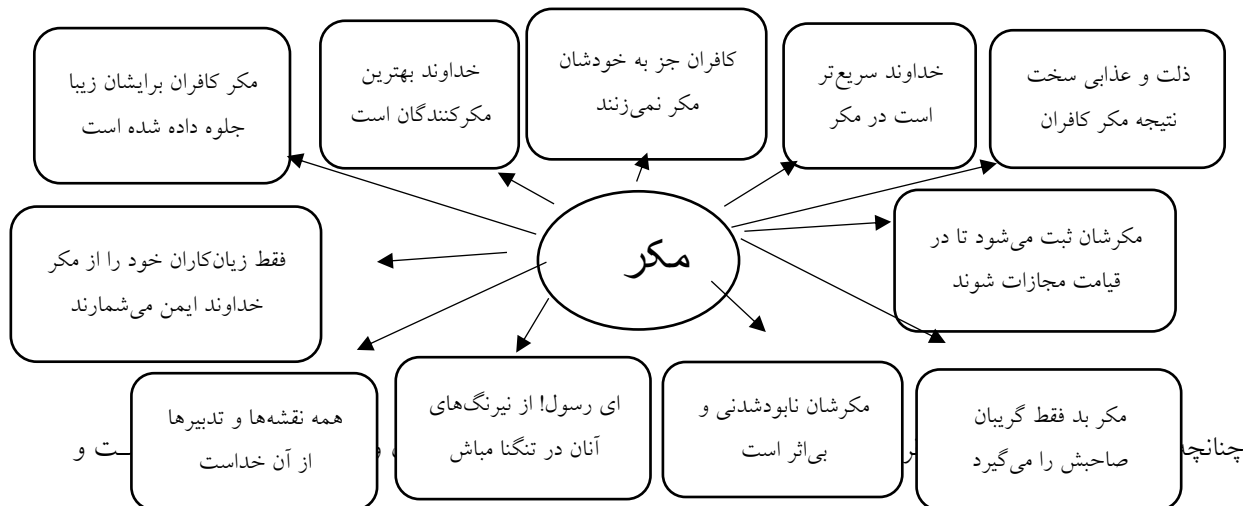 ذلت و عذابی سخت
نتیجه مکر کافران
خداوند سریع‌تر
است در مکر
کافران جز به خودشان
مکر نمی‌زنند
خداوند بهترین
مکرکنندگان است
مکر کافران برایشان زیبا
جلوه داده شده است
مکرشان ثبت می‌شود تا در
قیامت مجازات شوند
مکر
فقط زیان‌کاران خود را از مکر
خداوند ایمن می‌شمارند
مکر بد فقط گریبان
صاحبش را می‌گیرد
مکرشان نابودشدنی و
بی‌اثر است
ای رسول! از نیرنگ‌های
آنان در تنگنا مباش
همه نقشه‌ها و تدبیرها
از آن خداست
چنانچه و